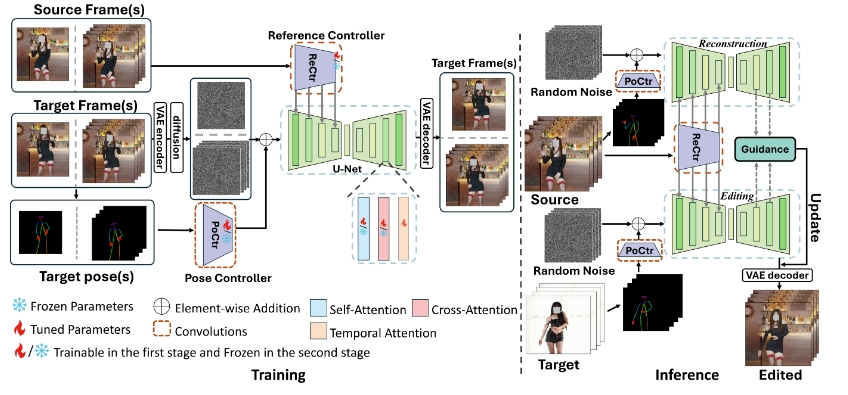 Source Frame(s)
Reference Controller
ReCtr
Target Frame(s)
Target Frame(s)
VAE encoder
diffusion
VAE decoder
U-Net
PoCtr
Target pose(s)
Pose Controller
Frozen Parameters
Element-wise Addition
Self-Attention
Cross-Attention
Tuned Parameters
Convolutions
Temporal Attention
/ Trainable in the first stage and Frozen in the second stage
Training
Reconstruction
PoCtr
Random Noise
ReCtr
Guidance
Source
Editing
Update
Random Noise
PoCtr
VAE decoder
Target
Inference
Edited